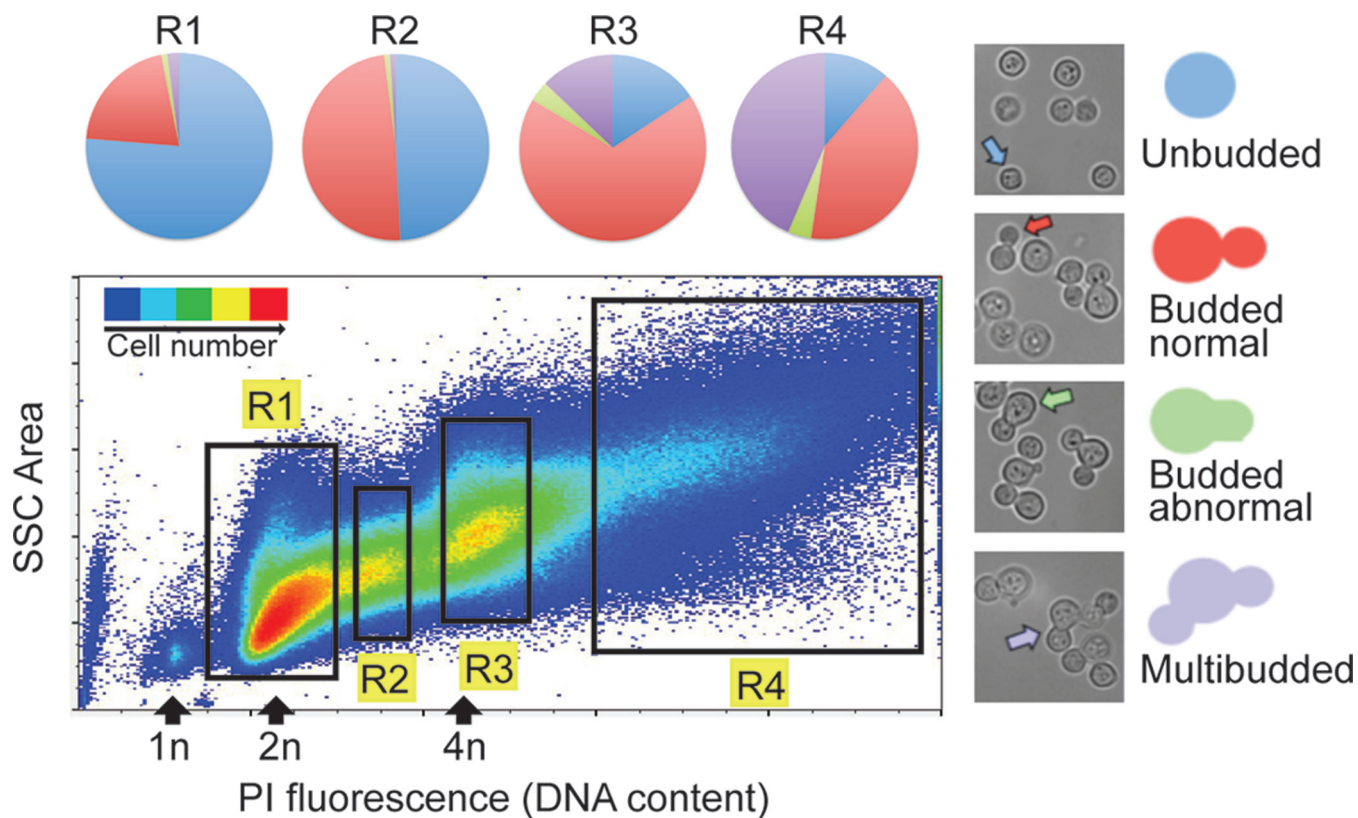 R1
R2
R3
R4
Unbudded
Budded
normal
Budded
abnormal
Multibudded
Cell number
R1
R2
R3
R4
SSC Area
1n
2n
4n
PI fluorescence (DNA content)